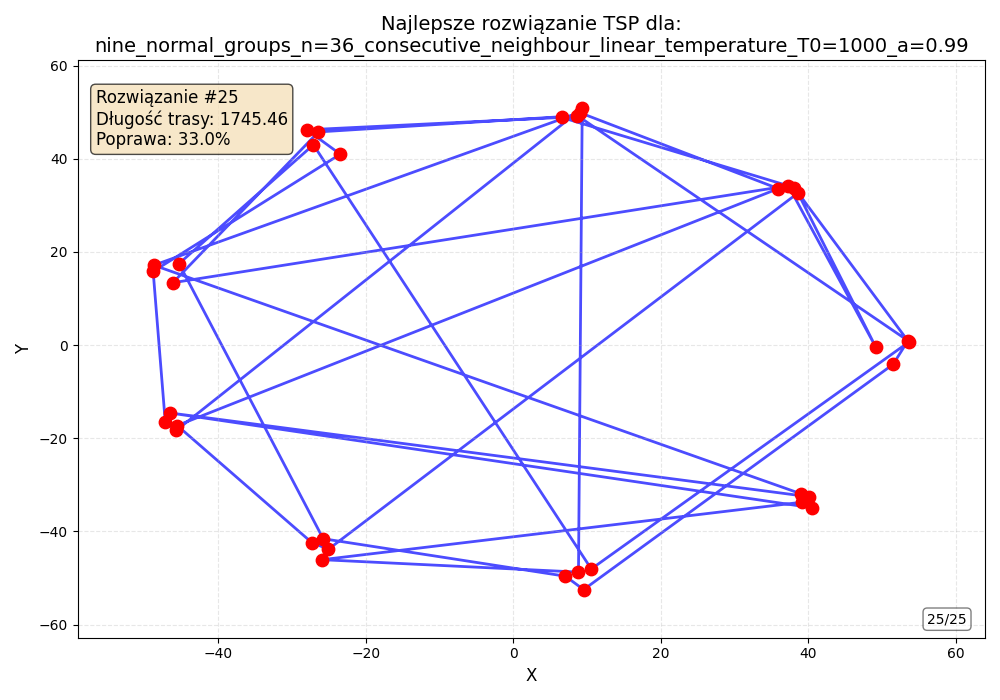 Najlepsze rozwiązanie TSP dla:
nine_normal_groups_n=36_consecutive_neighbour_linear_temperature_T0=1000_a=0.99
Rozwiązanie #25
Długość trasy: 1745.46
Poprawa: 33.0%
60
40
20
0
−20
−40
−60
Y
25/25
−40
−20
0
20
40
60
X